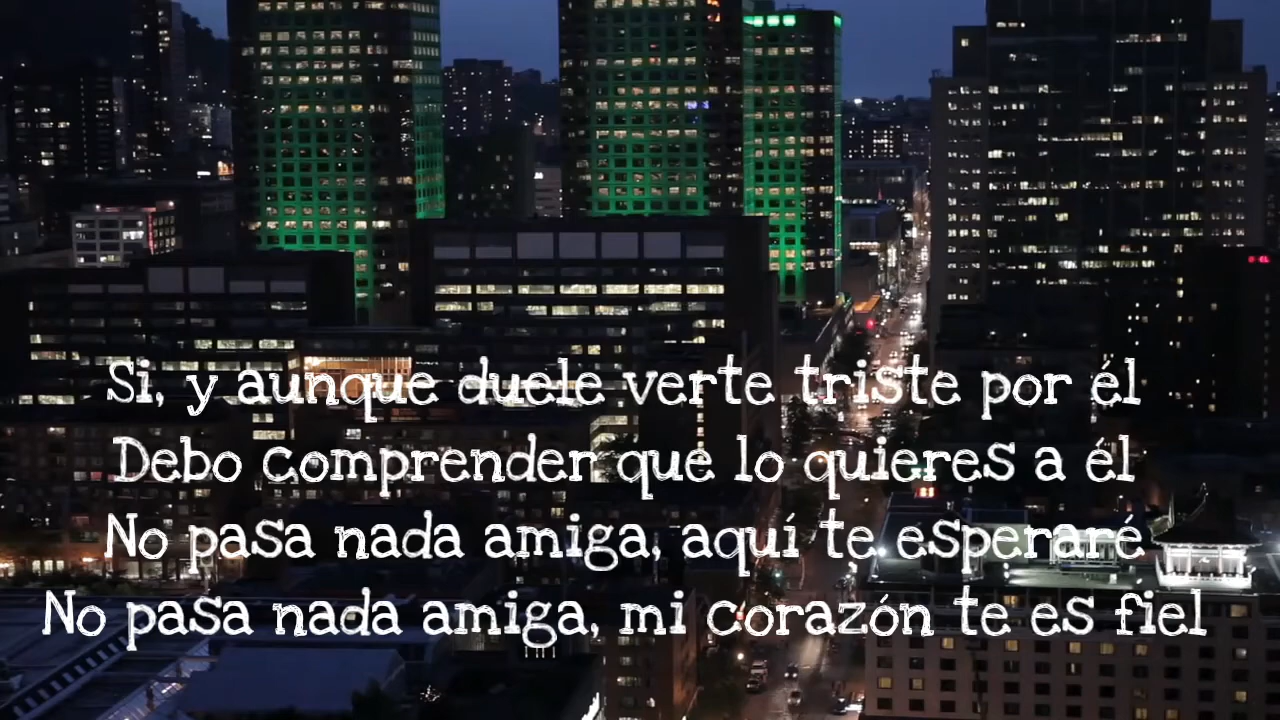 Si, y aunque duele verte triste por él
Debo comprender que lo quieres a él
No pasa nada amiga, aquí te esperaré
No pasa nada amiga, mi corazón te es fiel